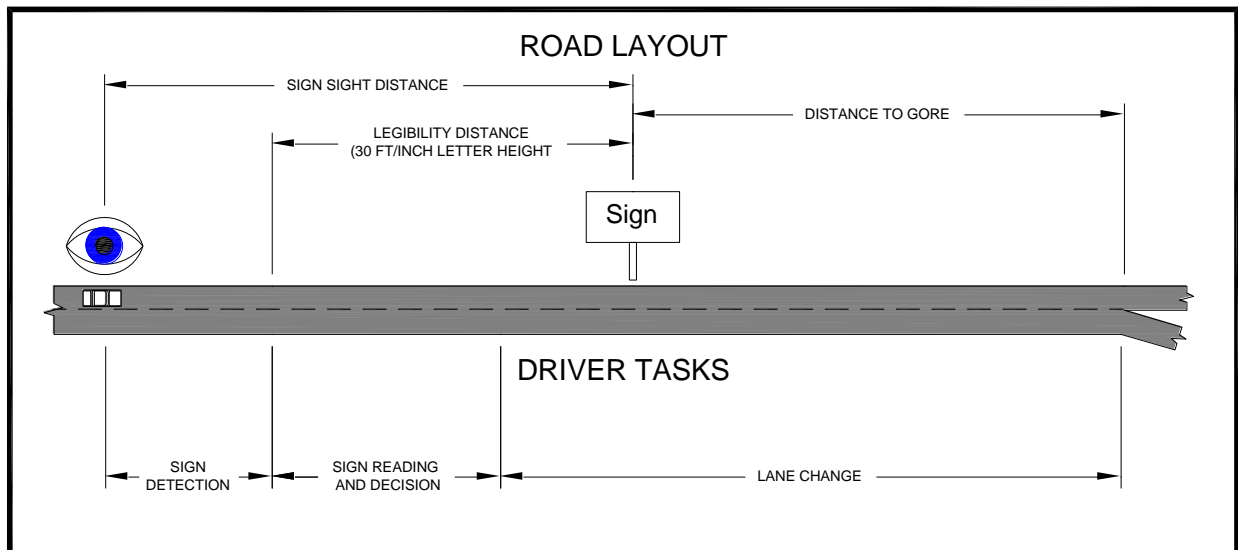 ROAD LAYOUT
SIGN SIGHT DISTANCE
DISTANCE TO GORE
LEGIBILITY DISTANCE
(30 FT/INCH LETTER HEIGHT
Sign
DRIVER TASKS
SIGN
DETECTION
SIGN READING
AND DECISION
LANE CHANGE